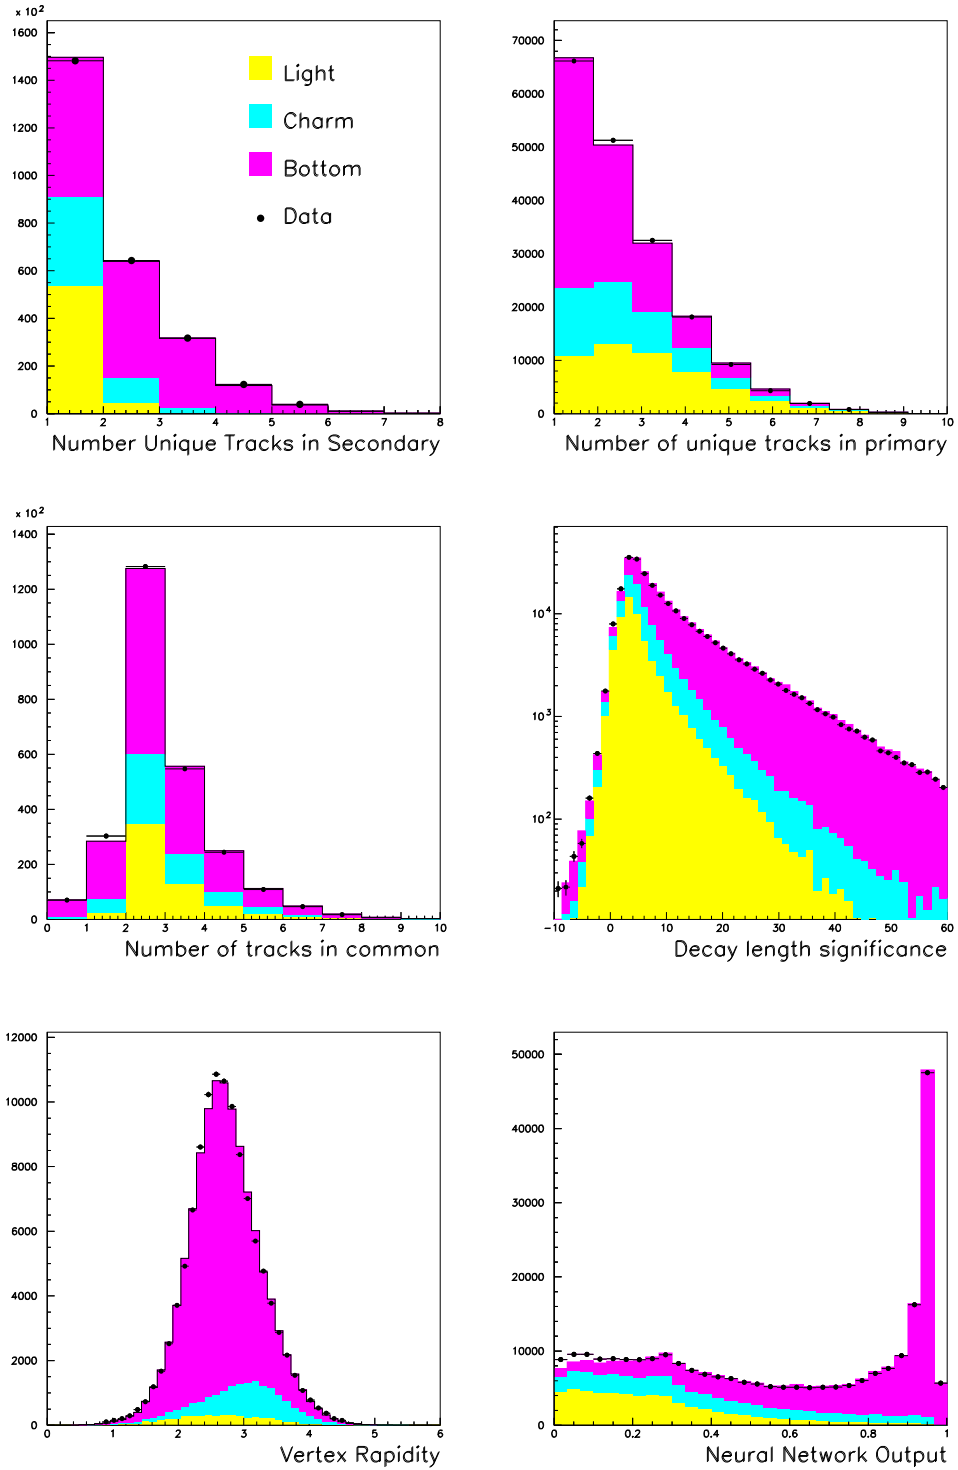 x 10²
1600
1400
1200
1000
800
600
400
200
0
1 2 3 4 5 6 7 8
Number Unique Tracks in Secondary
Light
Charm
Bottom
Data
70000
60000
50000
40000
30000
20000
10000
0
1 2 3 4 5 6 7 8 9 10
Number of unique tracks in primary
x 10²
1400
1200
1000
800
600
400
200
0
0 1 2 3 4 5 6 7 8 9 10
Number of tracks in common
10⁴
10³
10²
−10 0 10 20 30 40 50 60
Decay length significance
12000
10000
8000
6000
4000
2000
0
0 1 2 3 4 5 6
Vertex Rapidity
50000
40000
30000
20000
10000
0
0 0.2 0.4 0.6 0.8 1
Neural Network Output